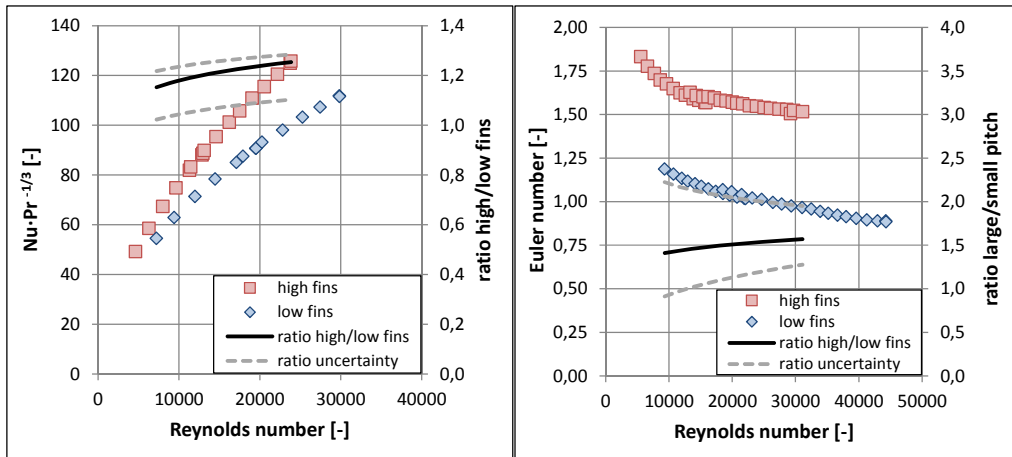 140
120
100
80
60
40
20
0
Nu·Pr -1/3 [-]
1,4
1,2
1,0
0,8
0,6
0,4
0,2
0,0
ratio high/low fins
high fins
low fins
ratio high/low fins
ratio uncertainty
0 10000 20000 30000 40000
Reynolds number [-]
2,00
1,75
1,50
1,25
1,00
0,75
0,50
0,25
0,00
Euler number [-]
4,0
3,5
3,0
2,5
2,0
1,5
1,0
0,5
0,0
ratio large/small pitch
high fins
low fins
ratio high/low fins
ratio uncertainty
0 10000 20000 30000 40000 50000
Reynolds number [-]